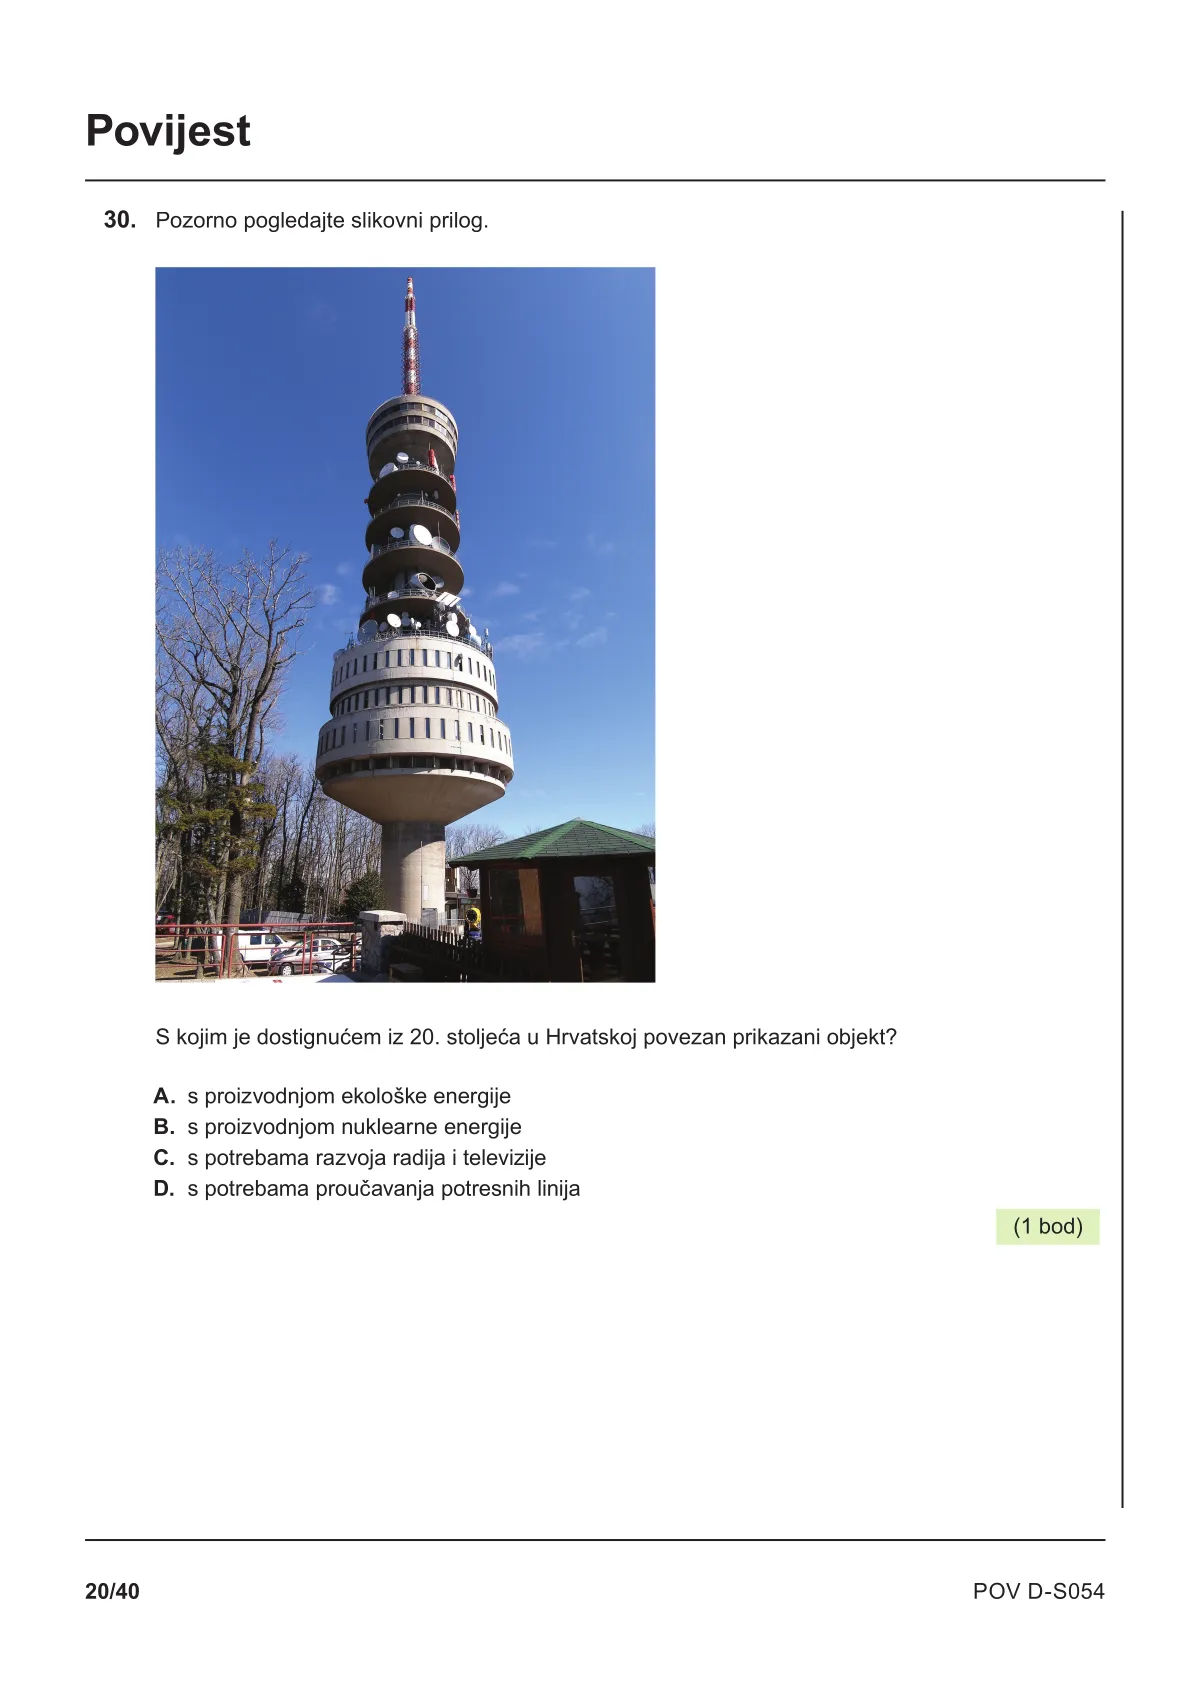 Povijest
30. Pozorno pogledajte slikovni prilog.
S kojim je dostignućem iz 20. stoljeća u Hrvatskoj povezan prikazani objekt?
A. s proizvodnjom ekološke energije
B. s proizvodnjom nuklearne energije
C. s potrebama razvoja radija i televizije
D. s potrebama proučavanja potresnih linija
(1 bod)
20/40
POV D-S054